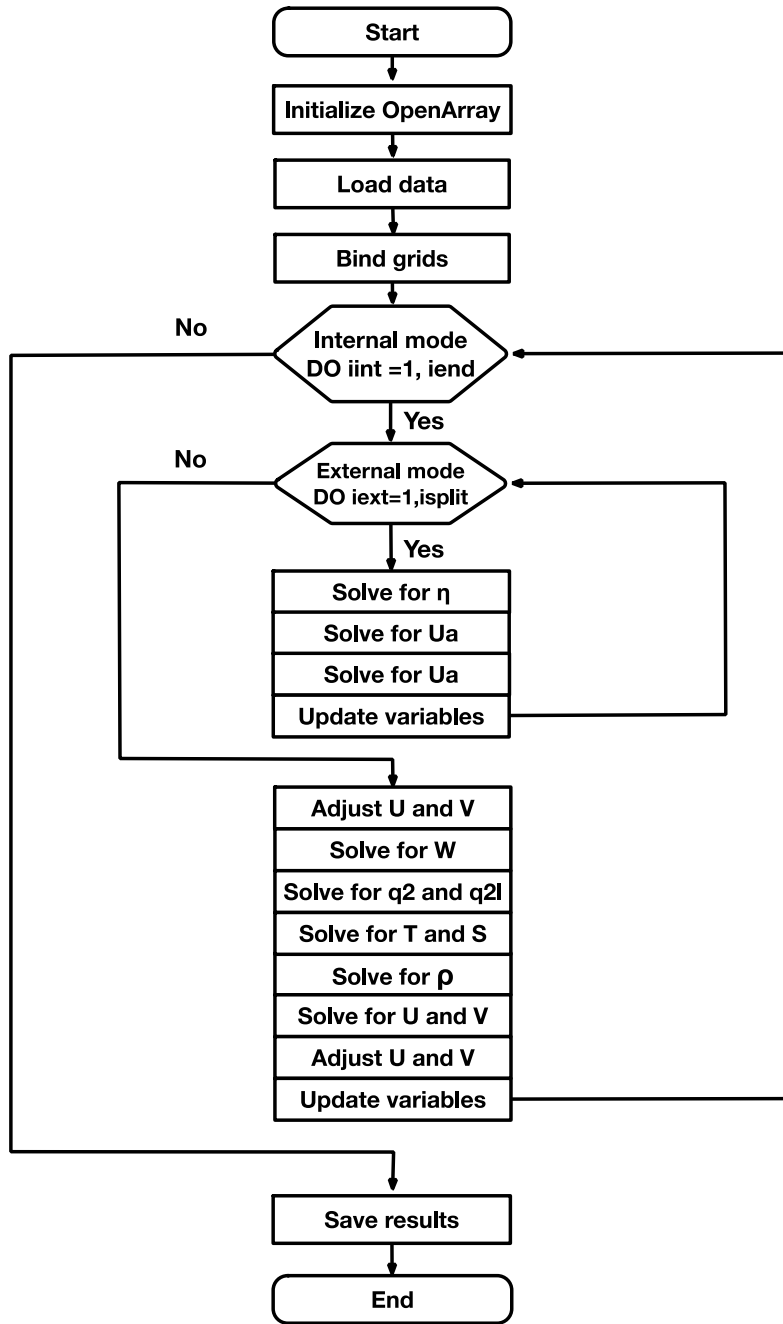 Start
Initialize OpenArray
Load data
Bind grids
No
Internal mode
DO iint =1, iend
Yes
No
External mode
DO iext=1,isplit
Yes
Solve for η
Solve for Ua
Solve for Ua
Update variables
Adjust U and V
Solve for W
Solve for q2 and q2l
Solve for T and S
Solve for ρ
Solve for U and V
Adjust U and V
Update variables
Save results
End